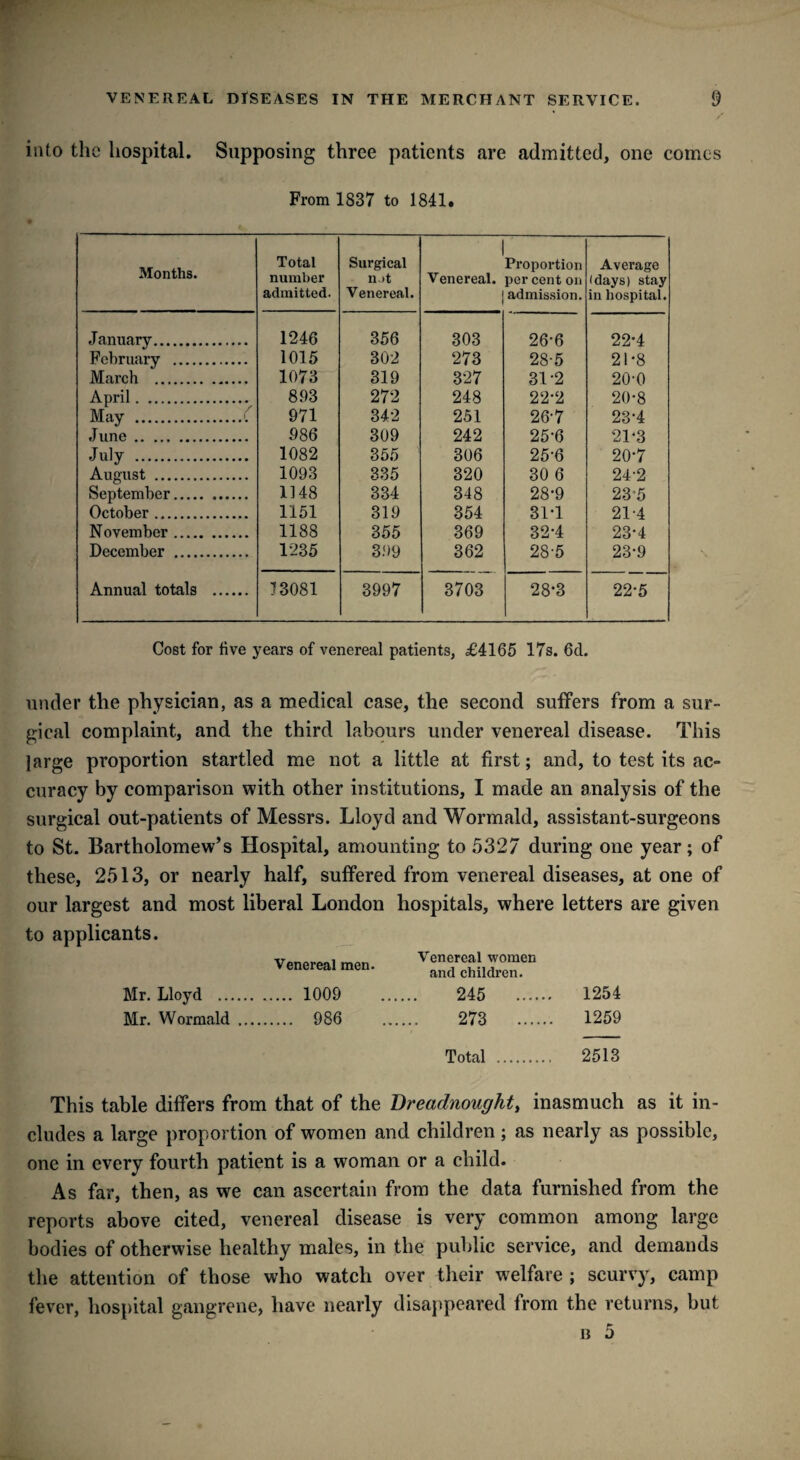 VENEREAL DISEASES IN THE MERCHANT SERVICE. 9
into the hospital. Supposing three patients are admitted, one comes
From 1837 to 1841.
Months. Total number admitted. Surgical not Venereal. Venereal. Proportion per cent on admission. Average (days) stay in hospital.
January.................. 1246 356 303 26·6 22·4
February ............... 1015 302 273 28·5 21·8
March .................. 1073 319 327 31·2 20·0
April. ................... 893 272 248 22·2 20·8
May ..................... 971 342 251 26·7 23·4
June .. ... .............. 986 309 242 25·6 21·3
July ..................... 1082 355 306 25·6 20·7
August .................. 1093 335 320 30 6 24·2
September..... ...... 1148 334 348 28·9 23·5
October.................. 1151 319 354 31·1 21·4
November..... ...... 1188 355 369 32·4 23·4
December ............ 1235 399 362 28·5 23·9
Annual totals ...... 13081 3997 3703 28·3 22·5
Cost for five years of venereal patients, £4165 17s. 6d.
under the physician, as a medical case, the second suffers from a sur-
gical complaint, and the third labours under venereal disease. This
large proportion startled me not a little at first; and, to test its ac-
curacy by comparison with other institutions, I made an analysis of the
surgical out-patients of Messrs. Lloyd and Wormald, assistant-surgeons
to St. Bartholomew's Hospital, amounting to 5327 during one year; of
these, 2513, or nearly half, suffered from venereal diseases, at one of
our largest and most liberal London hospitals, where letters are given
to applicants.
Venereal men. Venereal women and children.
Mr. Lloyd ........... 1009 ...... 245 ...... 1254
Mr. Wormald .......... 986 ...... 273 ...... 1259
Total ......... 2513
This table differs from that of the Dreadnought, inasmuch as it in-
cludes a large proportion of women and children; as nearly as possible,
one in every fourth patient is a woman or a child.
As far, then, as we can ascertain from the data furnished from the
reports above cited, venereal disease is very common among large
bodies of otherwise healthy males, in the public service, and demands
the attention of those who watch over their welfare; scurvy, camp
fever, hospital gangrene, have nearly disappeared from the returns, but
B 5